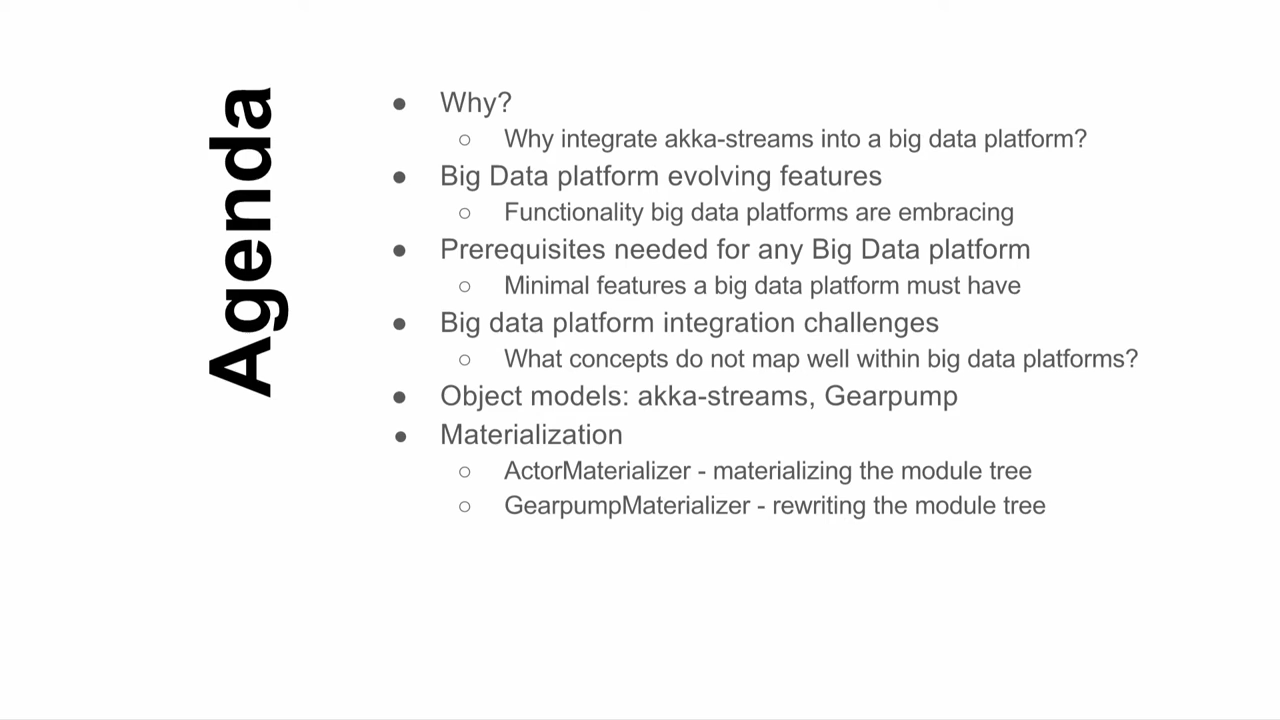 Agenda
● Why?
○ Why integrate akka-streams into a big data platform?
● Big Data platform evolving features
○ Functionality big data platforms are embracing
● Prerequisites needed for any Big Data platform
○ Minimal features a big data platform must have
● Big data platform integration challenges
○ What concepts do not map well within big data platforms?
● Object models: akka-streams, Gearpump
● Materialization
○ ActorMaterializer - materializing the module tree
○ GearpumpMaterializer - rewriting the module tree